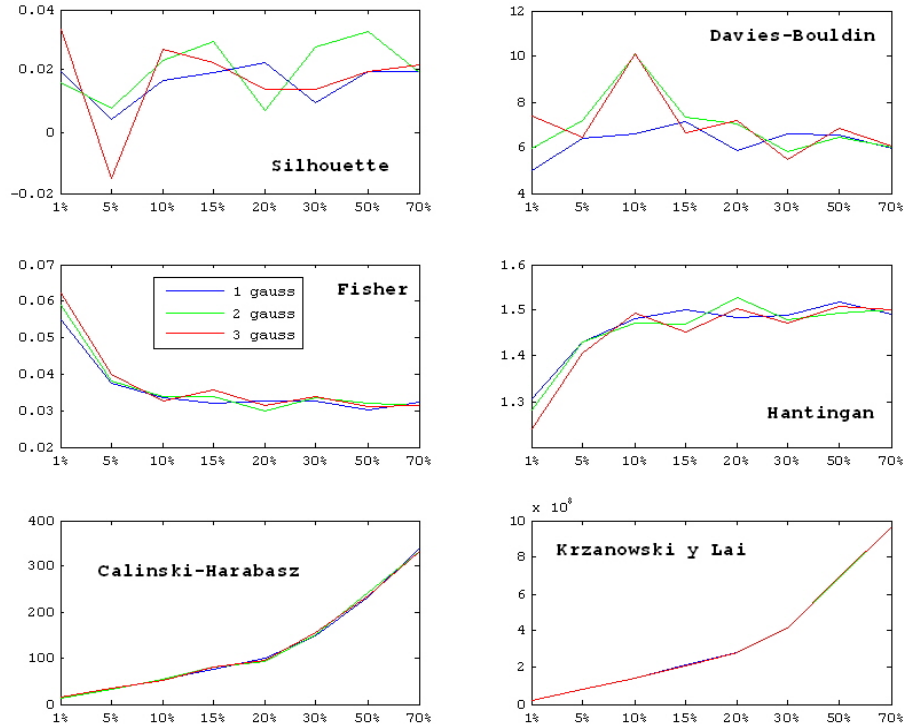 0.04
0.02
0
-0.02
1% 5% 10% 15% 20% 30% 50% 70%
Silhouette
12
10
8
6
4
1% 5% 10% 15% 20% 30% 50% 70%
Davies-Bouldin
0.07
0.06
0.05
0.04
0.03
0.02
1% 5% 10% 15% 20% 30% 50% 70%
Fisher
1 gauss
2 gauss
3 gauss
1.6
1.5
1.4
1.3
1% 5% 10% 15% 20% 30% 50% 70%
Hantingan
400
300
200
100
0
1% 5% 10% 15% 20% 30% 50% 70%
Calinski-Harabasz
x 10⁸
10
8
6
4
2
0
1% 5% 10% 15% 20% 30% 50% 70%
Krzanowski y Lai